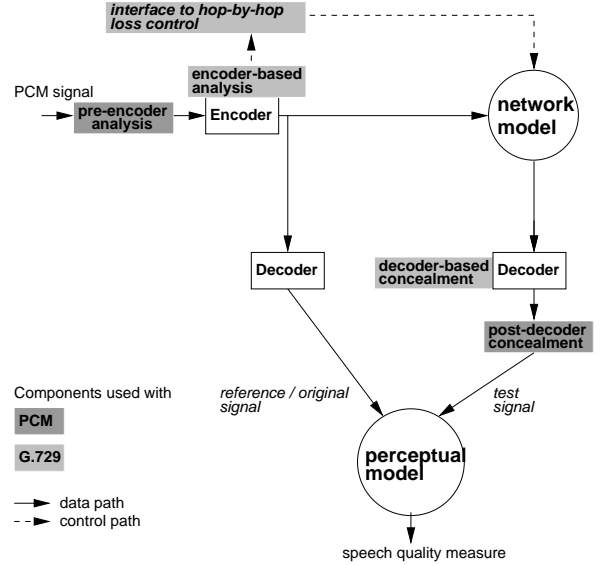 interface to hop-by-hop
loss control
encoder-based
analysis
PCM signal
pre-encoder
analysis
Encoder
network
model
Decoder
decoder-based
concealment
Decoder
post-decoder
concealment
Components used with
PCM
G.729
reference / original
signal
test
signal
perceptual
model
data path
control path
speech quality measure